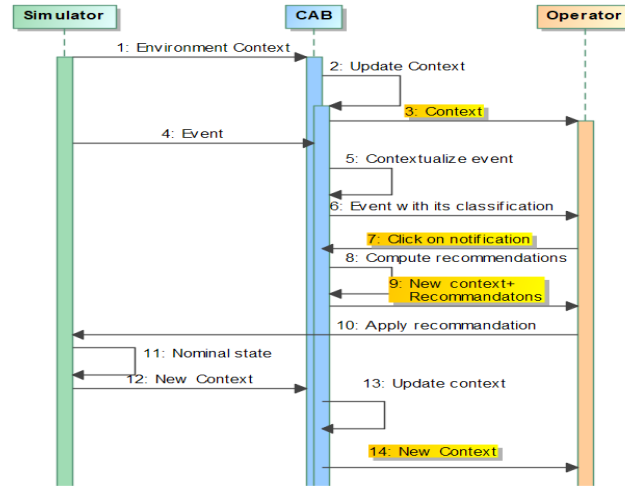 Simulator
CAB
Operator
1: Environment Context
2: Update Context
3: Context
4: Event
5: Contextualize event
6: Event with its classification
7: Click on notification
8: Compute recommendations
9: New context+
Recommandatons
10: Apply recommandation
11: Nominal state
12: New Context
13: Update context
14: New Context